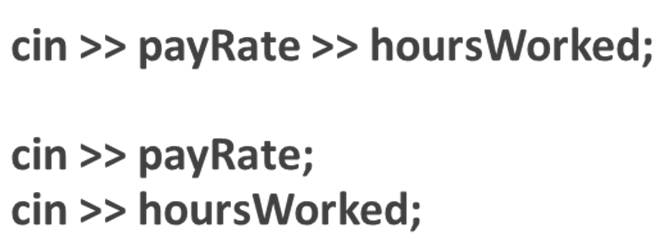 cin >> payRate >> hoursWorked;
cin >> payRate;
cin >> hoursWorked;